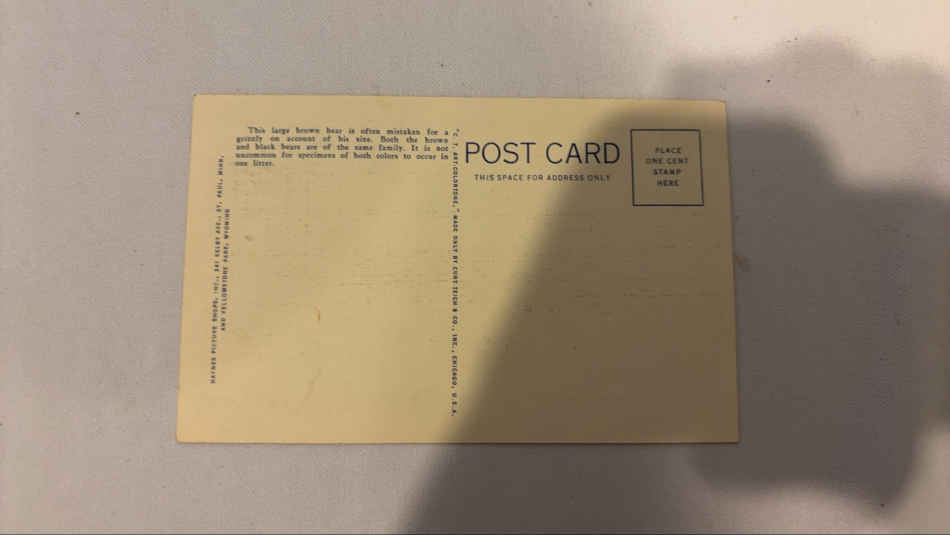 This large brown bear is often mistaken for a
grizzly on account of his size. Both the brown
and black bears are of the same family. It is not
uncommon for specimens of both colors to occur in
one litter.
HAYNES PICTURE SHOPS, INC., 341 SELBY AVE., ST. PAUL, MINN.
AND YELLOWSTONE PARK, WYOMING
"C. T. ART-COLORTONE," MADE ONLY BY CURT TEICH & CO., INC., CHICAGO, U.S.A.
POST CARD
THIS SPACE FOR ADDRESS ONLY
PLACE
ONE CENT
STAMP
HERE